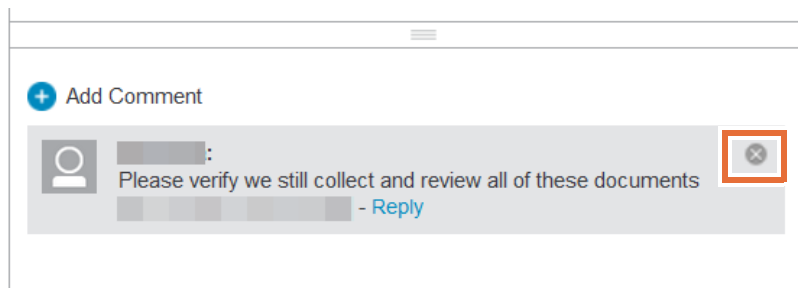 Add Comment
:
Please verify we still collect and review all of these documents
- Reply